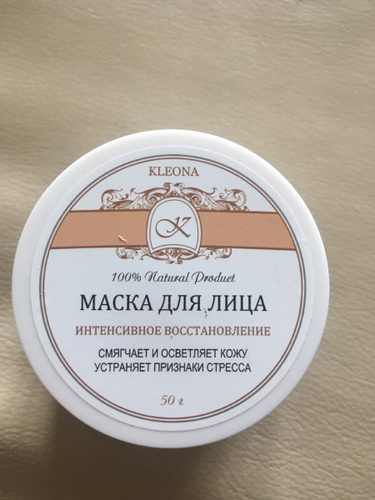 KLEONA
K
100% Natural Product
МАСКА ДЛЯ ЛИЦА
ИНТЕНСИВНОЕ ВОССТАНОВЛЕНИЕ
СМЯГЧАЕТ И ОСВЕТЛЯЕТ КОЖУ
УСТРАНЯЕТ ПРИЗНАКИ СТРЕССА
50 г